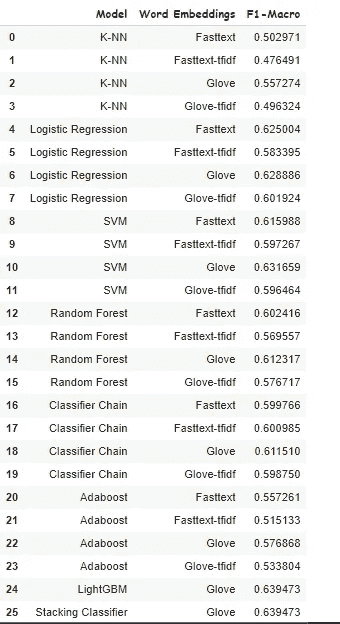 Model Word Embeddings F1-Macro
0 K-NN Fasttext 0.502971
1 K-NN Fasttext-tfidf 0.476491
2 K-NN Glove 0.557274
3 K-NN Glove-tfidf 0.496324
4 Logistic Regression Fasttext 0.625004
5 Logistic Regression Fasttext-tfidf 0.583395
6 Logistic Regression Glove 0.628886
7 Logistic Regression Glove-tfidf 0.601924
8 SVM Fasttext 0.615988
9 SVM Fasttext-tfidf 0.597267
10 SVM Glove 0.631659
11 SVM Glove-tfidf 0.596464
12 Random Forest Fasttext 0.602416
13 Random Forest Fasttext-tfidf 0.569557
14 Random Forest Glove 0.612317
15 Random Forest Glove-tfidf 0.576717
16 Classifier Chain Fasttext 0.599766
17 Classifier Chain Fasttext-tfidf 0.600985
18 Classifier Chain Glove 0.611510
19 Classifier Chain Glove-tfidf 0.598750
20 Adaboost Fasttext 0.557261
21 Adaboost Fasttext-tfidf 0.515133
22 Adaboost Glove 0.576868
23 Adaboost Glove-tfidf 0.533804
24 LightGBM Glove 0.639473
25 Stacking Classifier Glove 0.639473